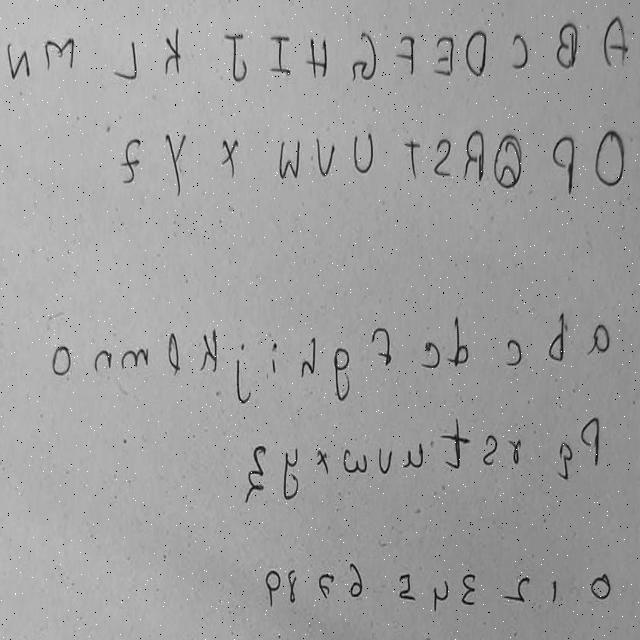 A B C D E F G H I J K L M N
O P Q R S T U V W X Y Z
a b c d e f g h i j k l m n o
p q r s t u v w x y z
0 1 2 3 4 5 6 7 8 9